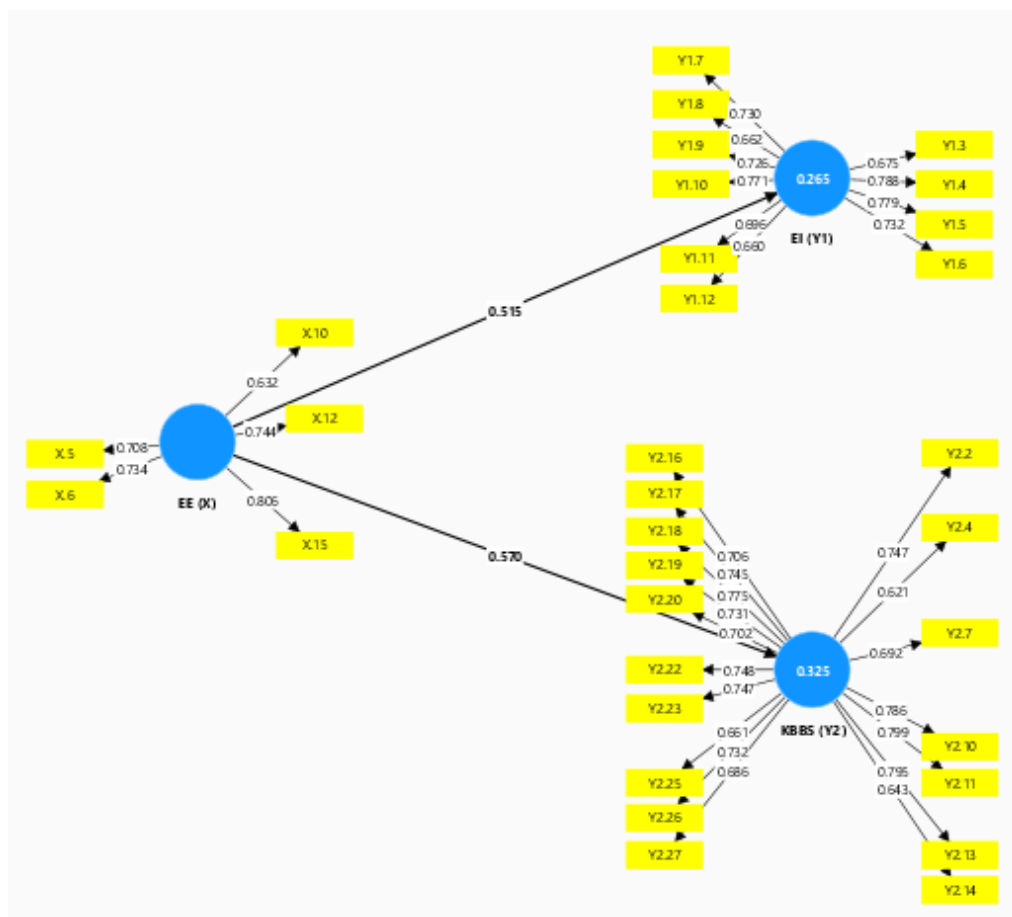 Y1.7
Y1.8
Y1.9
Y1.10
Y1.11
Y1.12
0.730
0.662
0.726
0.771
0.696
0.660
0.265
EI (Y1)
0.675
0.788
0.779
0.732
Y1.3
Y1.4
Y1.5
Y1.6
0.515
X.10
0.632
X.12
0.744
X.5
0.708
X.6
0.734
EE (X)
0.805
X.15
0.570
Y2.16
Y2.17
Y2.18
Y2.19
Y2.20
Y2.22
Y2.23
Y2.25
Y2.26
Y2.27
0.706
0.745
0.775
0.731
0.702
0.748
0.747
0.661
0.732
0.686
0.325
KBBS (Y2)
0.747
0.621
0.692
0.786
0.799
0.795
0.643
Y2.2
Y2.4
Y2.7
Y2.10
Y2.11
Y2.13
Y2.14